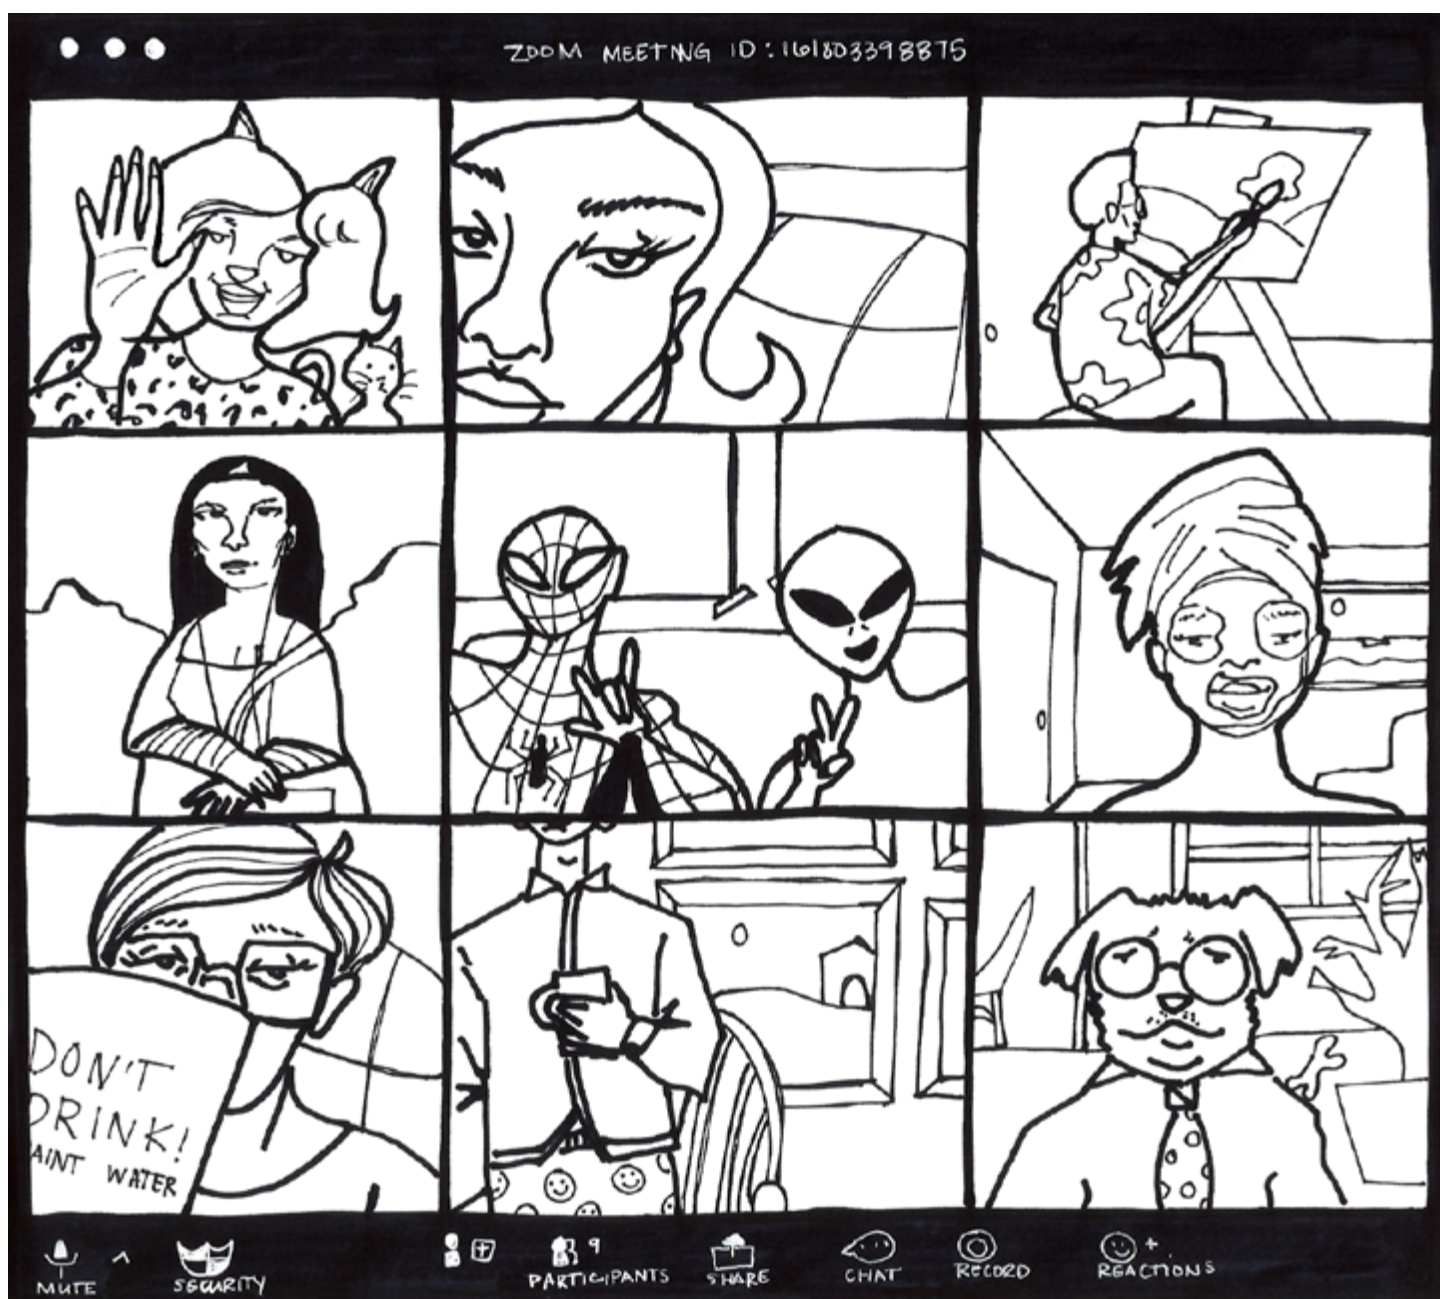 ZOOM MEETING ID: 161803398875
DON'T
DRINK!
AINT WATER
9
MUTE
SECURITY
PARTICIPANTS
SHARE
CHAT
RECORD
REACTIONS